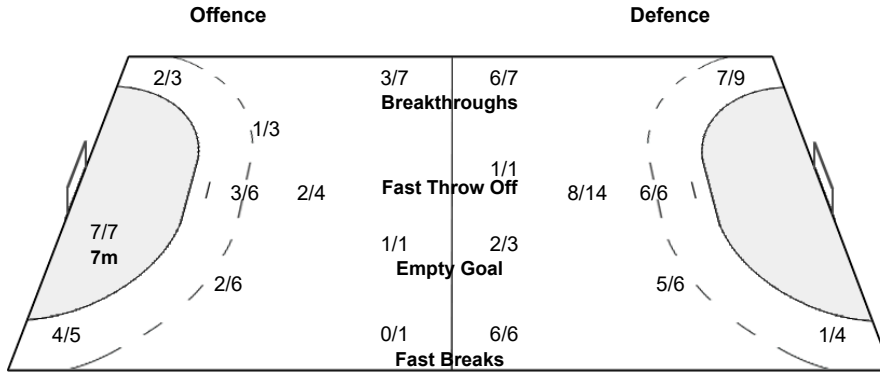 Offence Defence
2/3 3/7 6/7 7/9
Breakthroughs
1/3
1/1
Fast Throw Off
3/6 2/4 8/14 6/6
7/7 1/1 2/3
7m Empty Goal
2/6 5/6
4/5 0/1 6/6 1/4
Fast Breaks